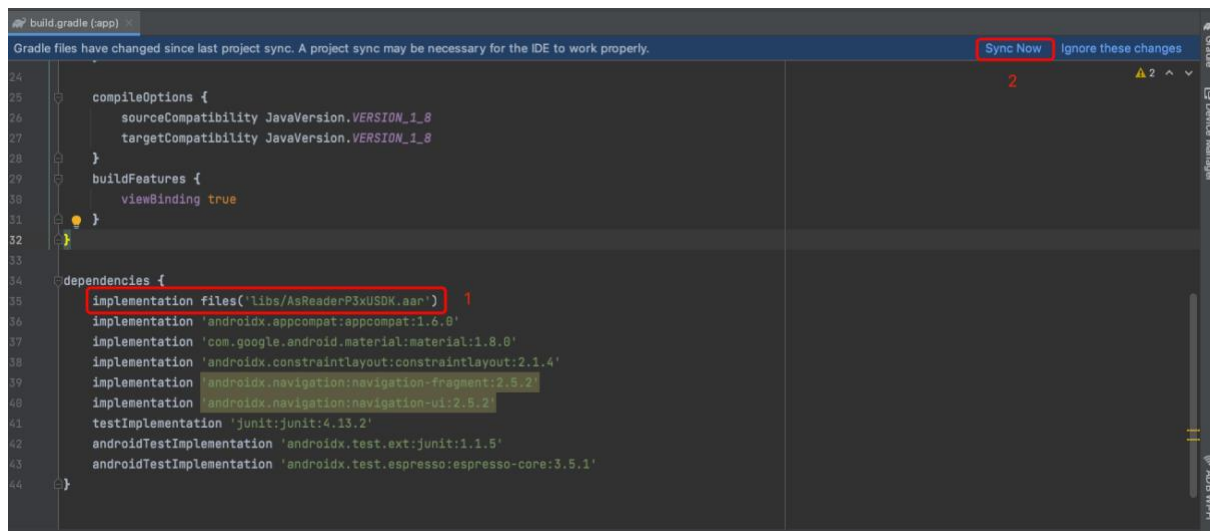 build.gradle (:app)
Gradle files have changed since last project sync. A project sync may be necessary for the IDE to work properly.
Sync Now
Ignore these changes
2
2
24
25 compileOptions {
26 sourceCompatibility JavaVersion.VERSION_1_8
27 targetCompatibility JavaVersion.VERSION_1_8
28 }
29 buildFeatures {
30 viewBinding true
31 }
32 }
33
34 dependencies {
35 implementation files('libs/AsReaderP3xUSDK.aar') 1
36 implementation 'androidx.appcompat:appcompat:1.6.0'
37 implementation 'com.google.android.material:material:1.8.0'
38 implementation 'androidx.constraintlayout:constraintlayout:2.1.4'
39 implementation 'androidx.navigation:navigation-fragment:2.5.2'
40 implementation 'androidx.navigation:navigation-ui:2.5.2'
41 testImplementation 'junit:junit:4.13.2'
42 androidTestImplementation 'androidx.test.ext:junit:1.1.5'
43 androidTestImplementation 'androidx.test.espresso:espresso-core:3.5.1'
44 }
Gradle
Device Manager